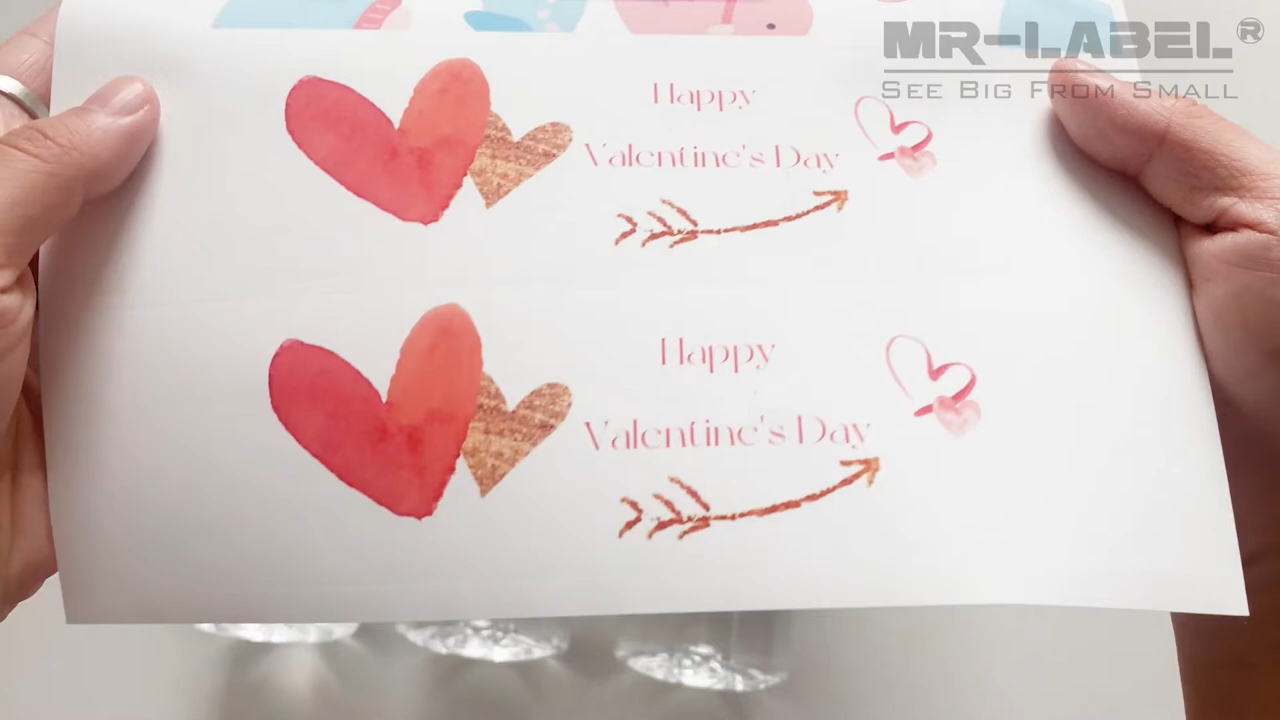 MR-LABEL®
SEE BIG FROM SMALL
Happy
Valentine's Day
Happy
Valentine's Day